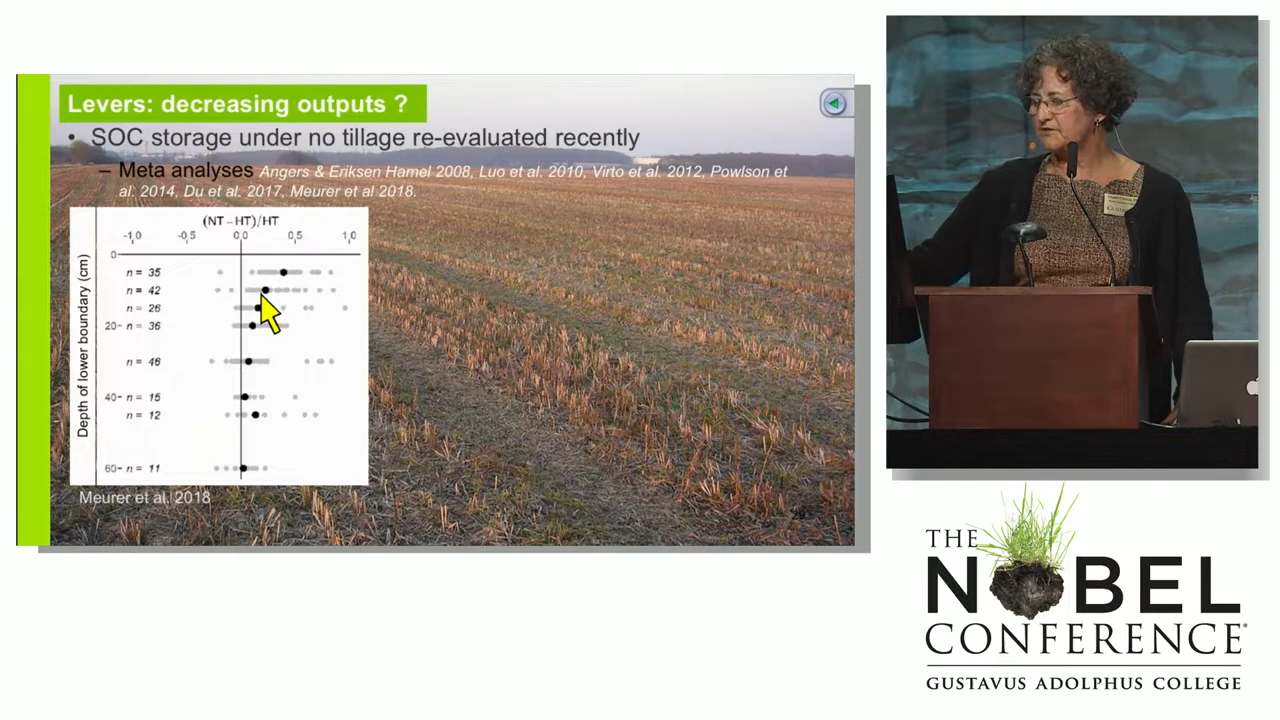 Levers: decreasing outputs ?
• SOC storage under no tillage re-evaluated recently
– Meta analyses Angers & Eriksen Hamel 2008, Luo et al. 2010, Virto et al. 2012, Powlson et
al. 2014, Du et al. 2017, Meurer et al 2018.
(NT – HT)/HT
-1,0 -0,5 0,0 0,5 1,0
Depth of lower boundary (cm)
0
n = 35
n = 42
n = 26
20 n = 36
n = 46
40 n = 15
n = 12
60 n = 11
Meurer et al, 2018
THE
NOBEL
CONFERENCE®
GUSTAVUS ADOLPHUS COLLEGE